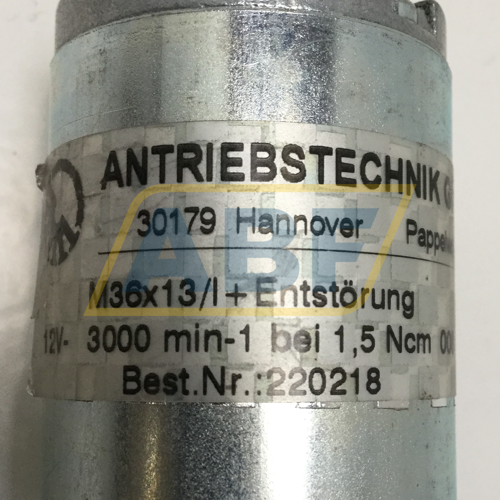 ANTRIEBSTECHNIK
30179 Hannover
M36x13/I + Entstörung
12V- 3000 min-1 bei 1,5 Ncm
Best.Nr.:220218
ABF